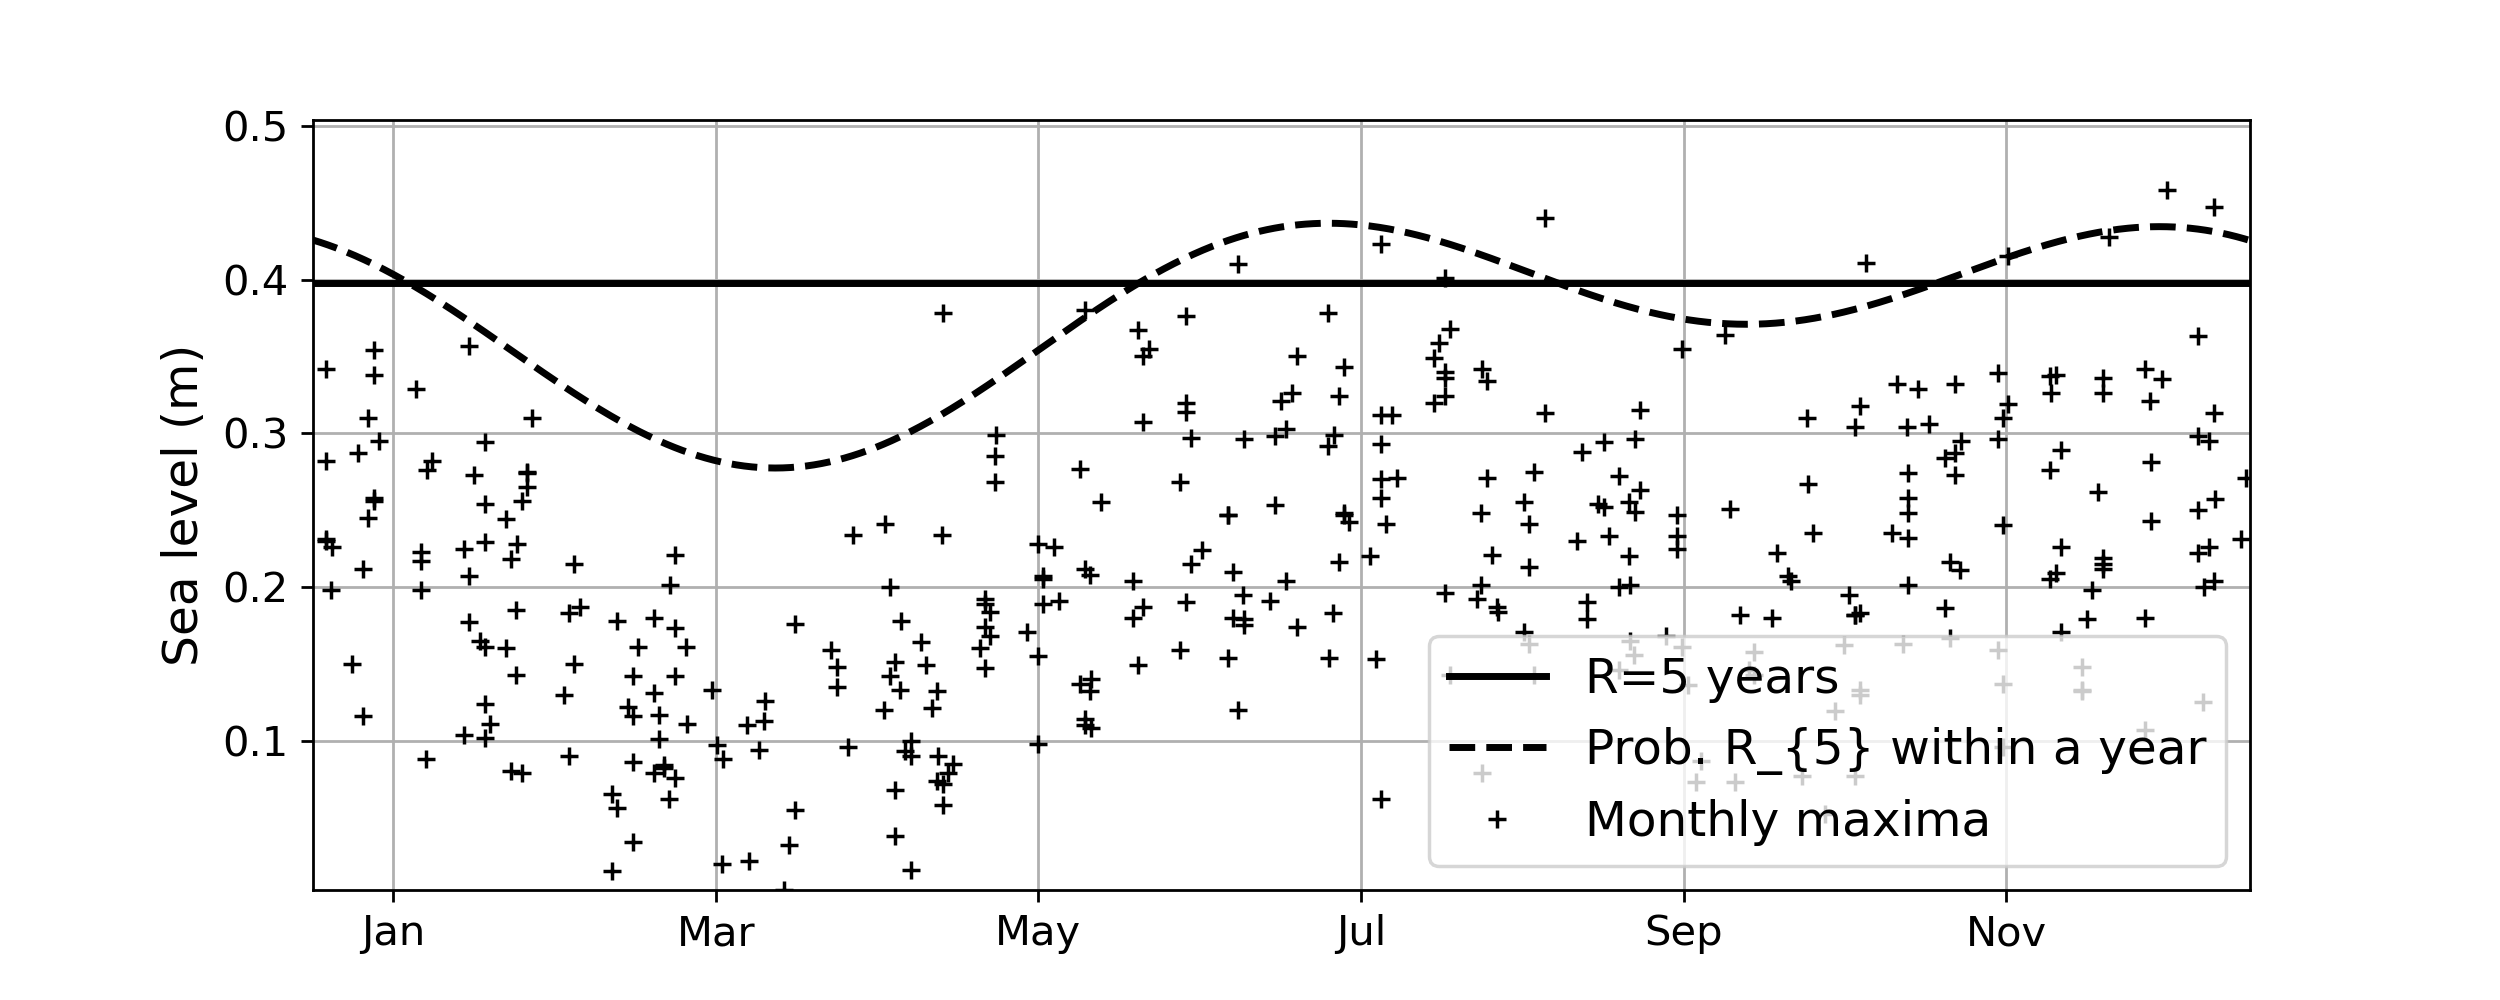 0.5
0.4
0.3
0.2
0.1
Sea level (m)
R=5 years
Prob. R_{5} within a year
Monthly maxima
Jan Mar May Jul Sep Nov